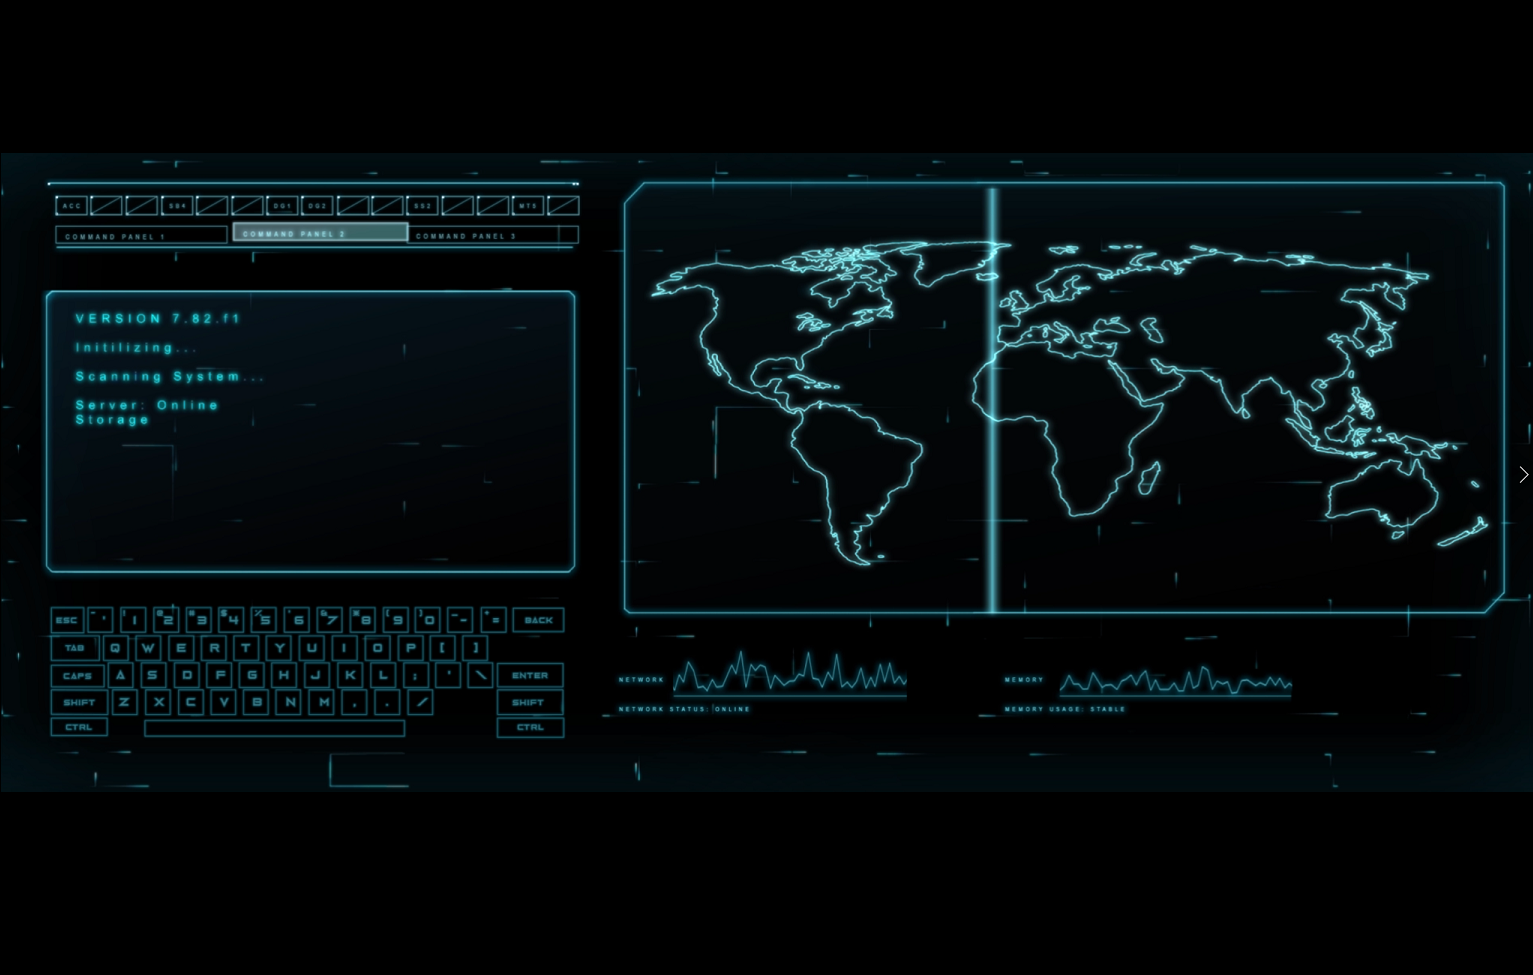 ACC SB4 DG1 DG2 SS2 MTS
COMMAND PANEL 1 COMMAND PANEL 2 COMMAND PANEL 3
VERSION 7.82.f1
Initilizing...
Scanning System...
Server: Online
Storage
ESC ~ ` ! 1 @ 2 # 3 $ 4 % 5 6 & 7 8 ( 9 ) 0 - + = BACK
TAB Q W E R T Y U I O P [ ]
CAPS A S D F G H J K L ; ' \ ENTER
SHIFT Z X C V B N M , . / SHIFT
CTRL CTRL
NETWORK
NETWORK STATUS: ONLINE
MEMORY
MEMORY USAGE: STABLE